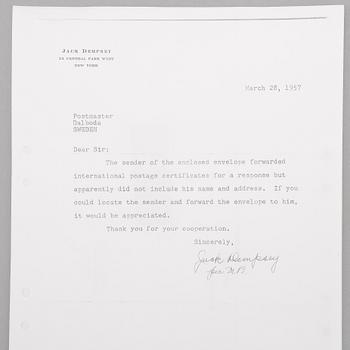 JACK DEMPSEY
CENTRAL PARK WEST
NEW YORK
March 28, 1957
Postmaster
Dalboda
SWEDEN
Dear Sir:
The sender of the enclosed envelope forwarded
international postage certificates for a response but
apparently did not include his name and address. If you
could locate the sender and forward the envelope to him,
it would be appreciated.
Thank you for your cooperation.
Sincerely,
Jack Dempsey
per